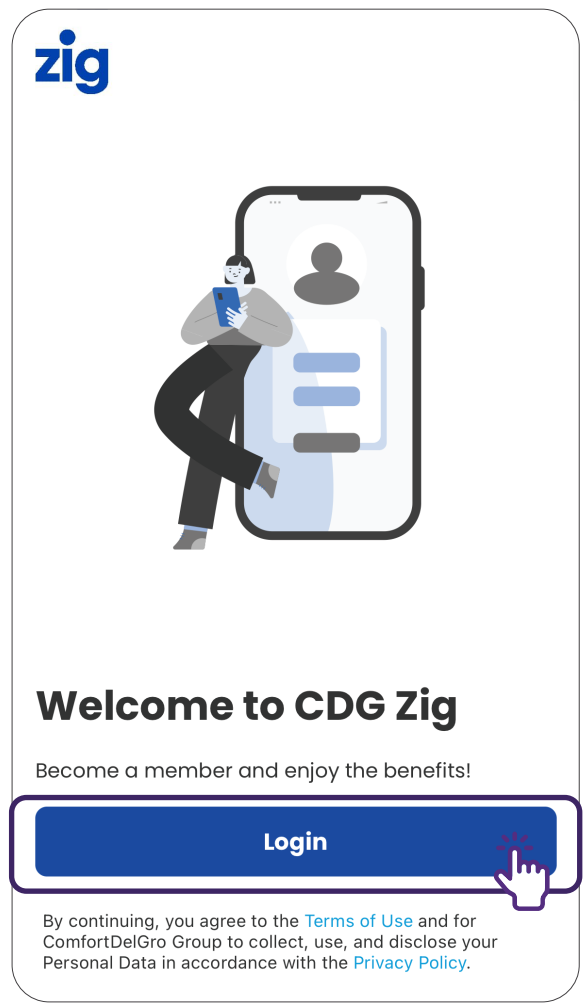 zig
Welcome to CDG Zig
Become a member and enjoy the benefits!
Login
By continuing, you agree to the Terms of Use and for
ComfortDelGro Group to collect, use, and disclose your
Personal Data in accordance with the Privacy Policy.